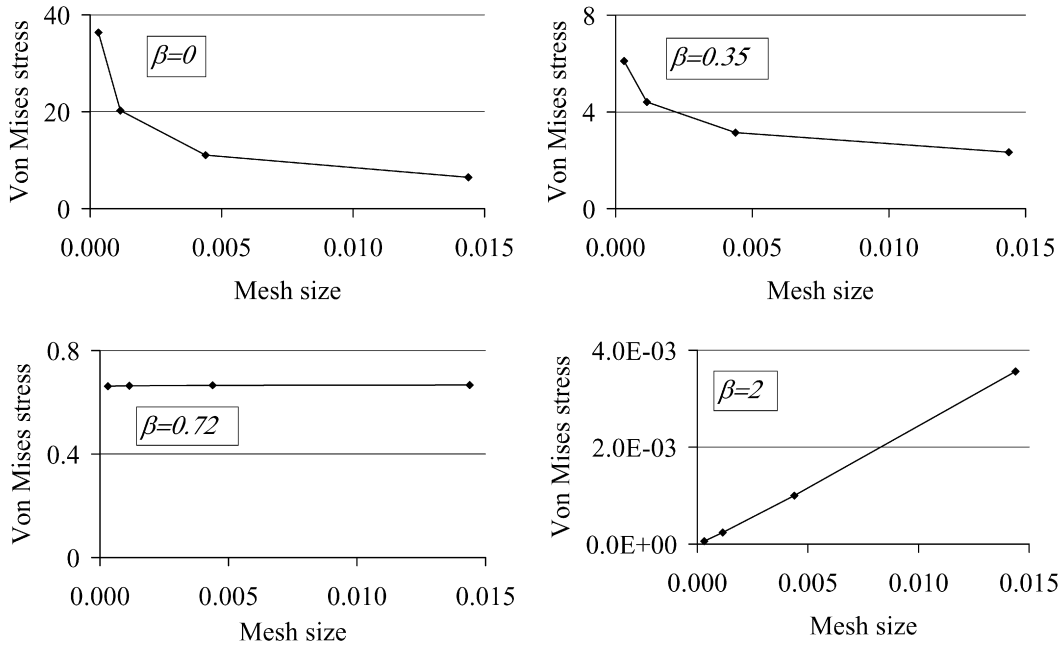 Von Mises stress
40
20
0
β=0
0.000 0.005 0.010 0.015
Mesh size
Von Mises stress
8
4
0
β=0.35
0.000 0.005 0.010 0.015
Mesh size
Von Mises stress
0.8
0.4
0
β=0.72
0.000 0.005 0.010 0.015
Mesh size
Von Mises stress
4.0E-03
2.0E-03
0.0E+00
β=2
0.000 0.005 0.010 0.015
Mesh size